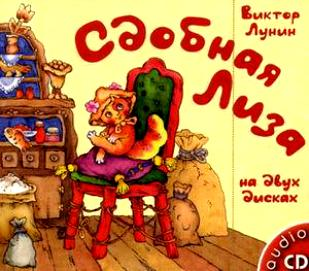 Виктор
Лунин
Сдобная
Лиза
на двух
дисках
audio
CD